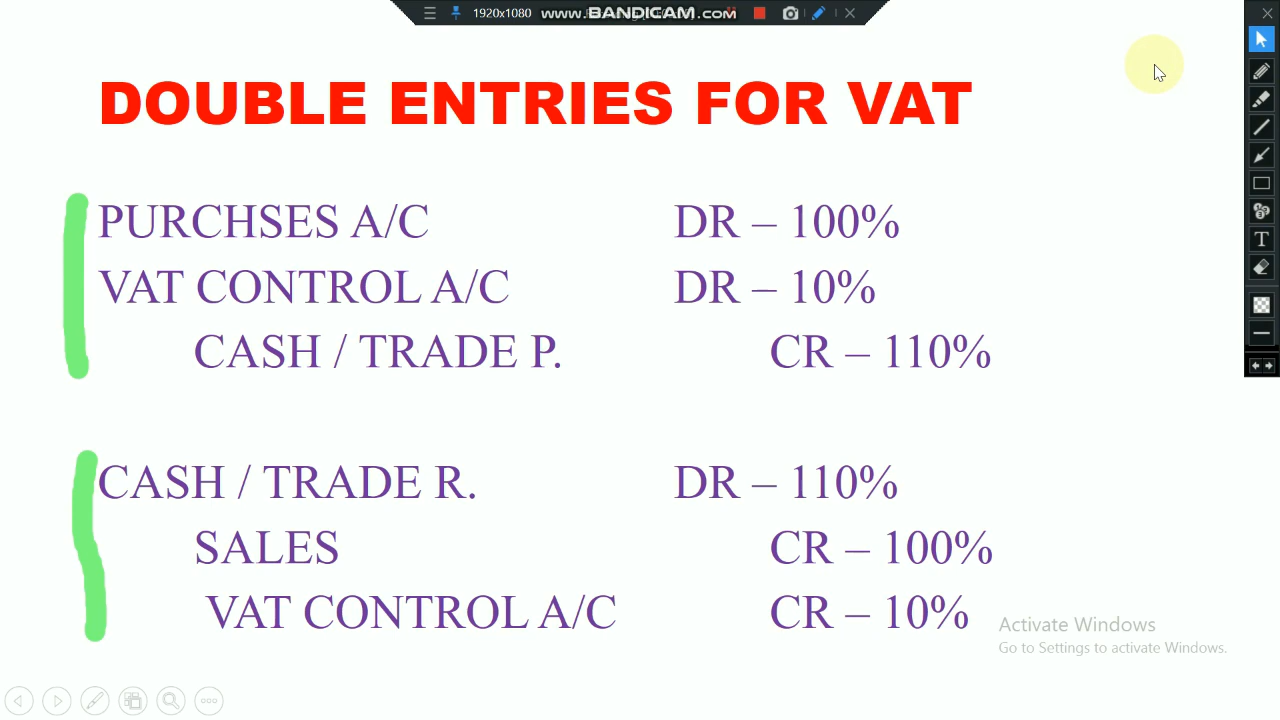 1920x1080 www.BANDICAM.com
DOUBLE ENTRIES FOR VAT
PURCHSES A/C DR – 100%
VAT CONTROL A/C DR – 10%
CASH / TRADE P. CR – 110%
CASH / TRADE R. DR – 110%
SALES CR – 100%
VAT CONTROL A/C CR – 10%
Activate Windows
Go to Settings to activate Windows.